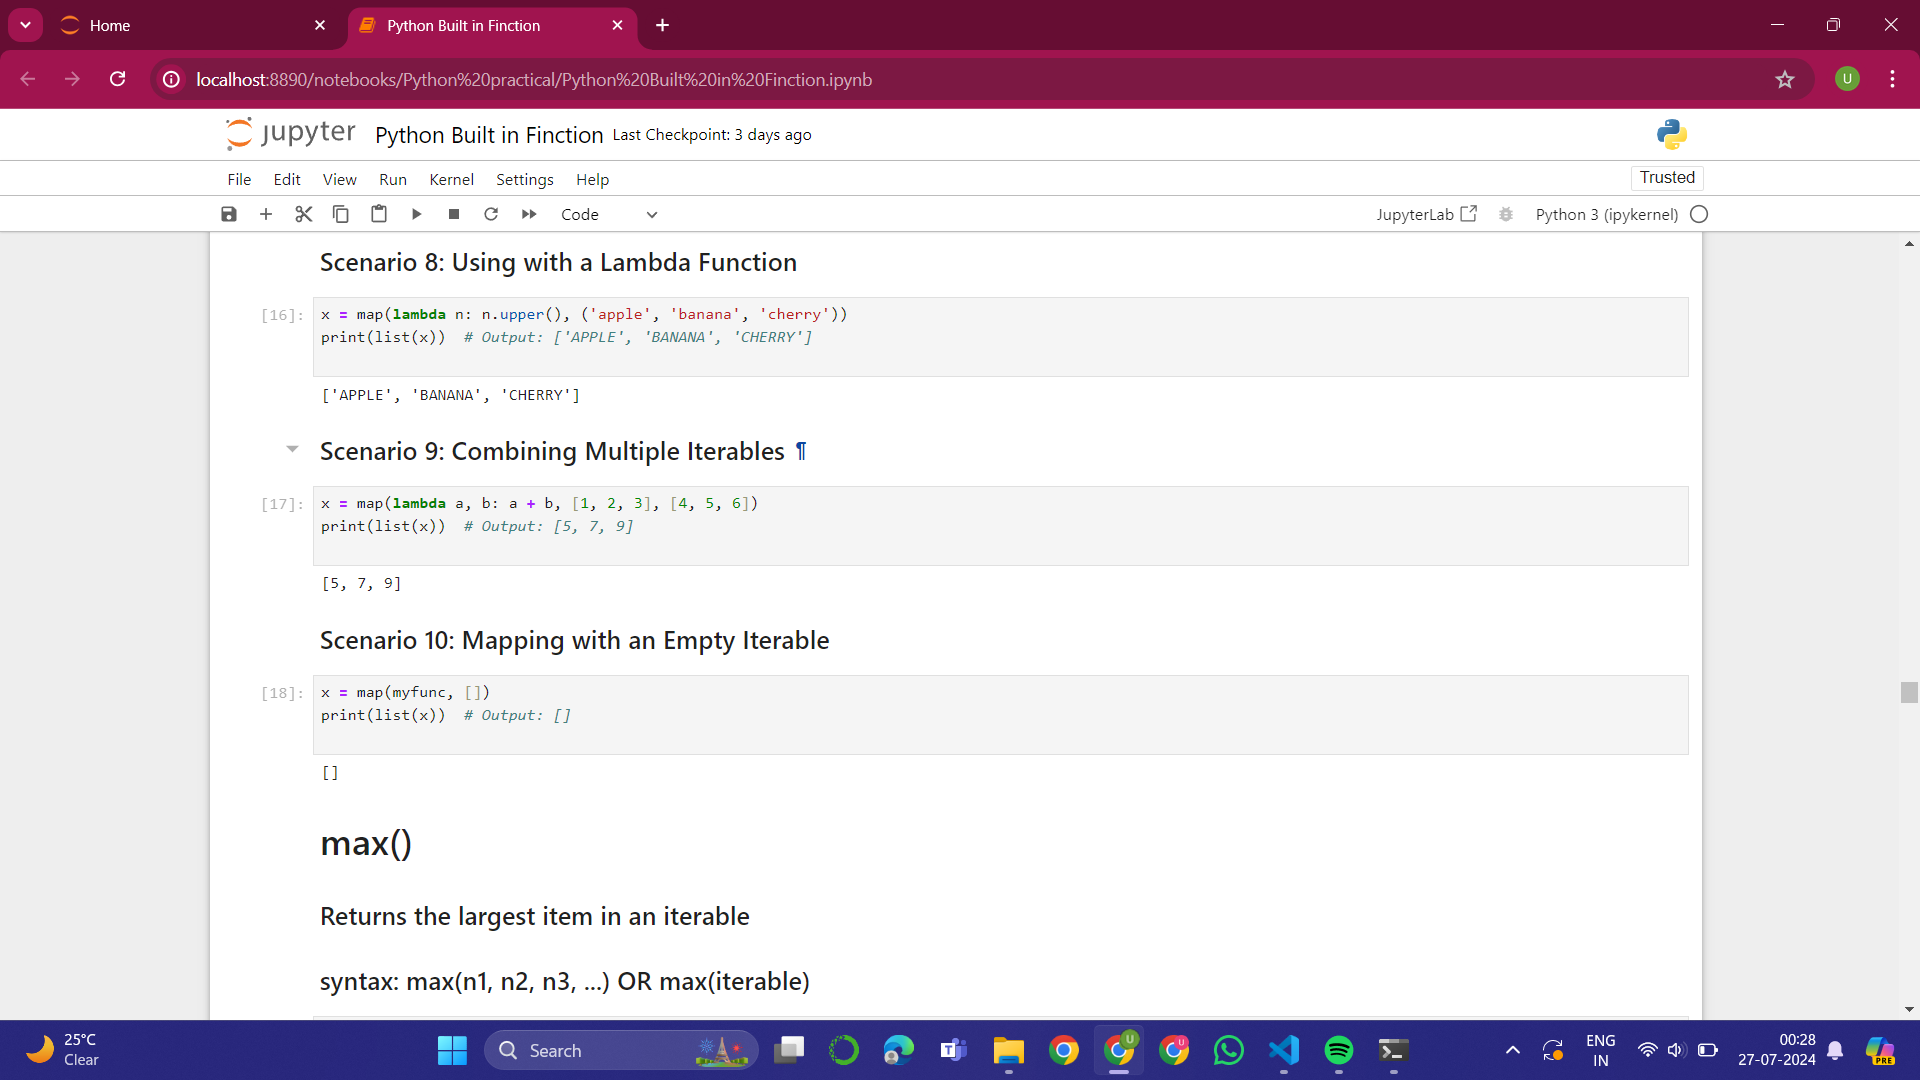 Home
Python Built in Finction
localhost:8890/notebooks/Python%20practical/Python%20Built%20in%20Finction.ipynb
U
jupyter Python Built in Finction Last Checkpoint: 3 days ago
File Edit View Run Kernel Settings Help
Trusted
Code
JupyterLab
Python 3 (ipykernel)
Scenario 8: Using with a Lambda Function
[16]:
x = map(lambda n: n.upper(), ('apple', 'banana', 'cherry'))
print(list(x))  # Output: ['APPLE', 'BANANA', 'CHERRY']
['APPLE', 'BANANA', 'CHERRY']
Scenario 9: Combining Multiple Iterables ¶
[17]:
x = map(lambda a, b: a + b, [1, 2, 3], [4, 5, 6])
print(list(x))  # Output: [5, 7, 9]
[5, 7, 9]
Scenario 10: Mapping with an Empty Iterable
[18]:
x = map(myfunc, [])
print(list(x))  # Output: []
[]
max()
Returns the largest item in an iterable
syntax: max(n1, n2, n3, ...) OR max(iterable)
25°C
Clear
Search
U
U
ENG
IN
00:28
27-07-2024
PRE